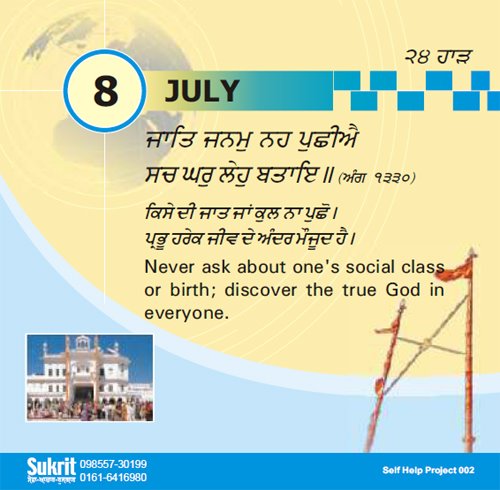 ੨੪ ਹਾੜ
8 JULY
ਜਾਤਿ ਜਨਮੁ ਨਹ ਪੁਛੀਐ
ਸਚ ਘਰੁ ਲੇਹੁ ਬਤਾਇ॥ (ਅੰਗ ੧੩੩੦)
ਕਿਸੇ ਦੀ ਜਾਤ ਜਾਂ ਕੁਲ ਨਾ ਪੁਛੋ।
ਪ੍ਰਭੂ ਹਰੇਕ ਜੀਵ ਦੇ ਅੰਦਰ ਮੌਜੂਦ ਹੈ।
Never ask about one's social class
or birth; discover the true God in
everyone.
Sukrit 098557-30199
0161-6416980
Self Help Project 002